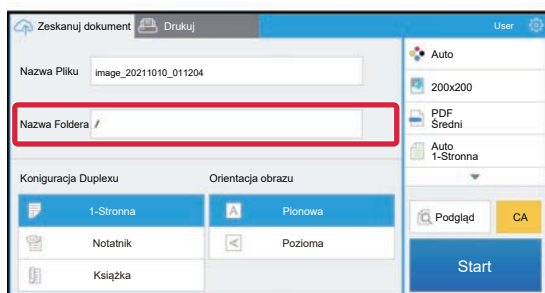 Zeskanuj dokument Drukuj User
Nazwa Pliku image_20211010_011204
Nazwa Foldera /
Koniguracja Duplexu Orientacja obrazu
1-Stronna A Pionowa
Notatnik Pozioma
Książka
Auto
200x200
PDF
Średni
Auto
1-Stronna
Podgląd CA
Start